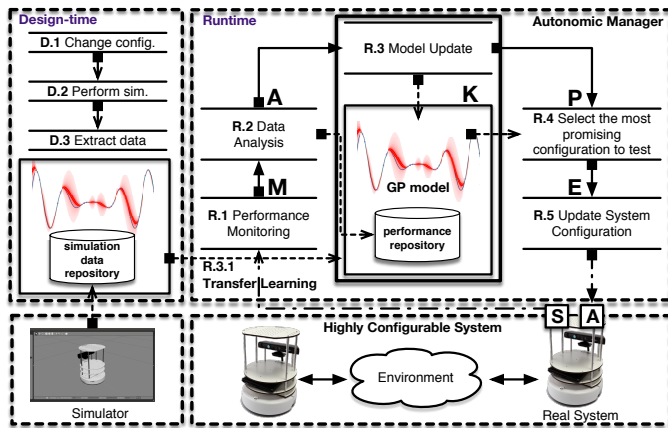 Design-time
D.1 Change config.
D.2 Perform sim.
D.3 Extract data
simulation
data
repository
Simulator
Runtime
Autonomic Manager
R.3 Model Update
A
K
P
R.2 Data
Analysis
R.4 Select the most
promising
configuration to test
GP model
M
E
R.1 Performance
Monitoring
performance
repository
R.5 Update System
Configuration
R.3.1
Transfer Learning
S
A
Highly Configurable System
Environment
Real System